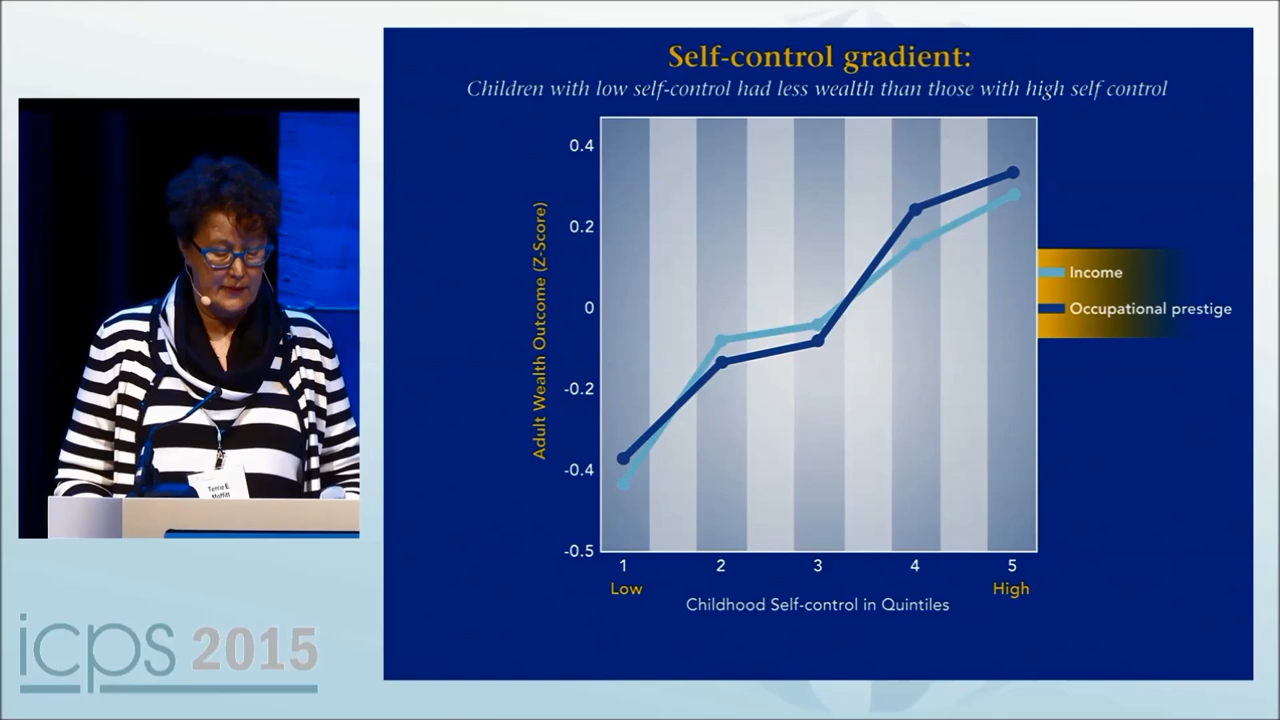 Self-control gradient:
Children with low self-control had less wealth than those with high self control
0.4
0.2
0
-0.2
-0.4
-0.5
Adult Wealth Outcome (Z-Score)
1
2
3
4
5
Low
High
Childhood Self-control in Quintiles
Income
Occupational prestige
Terrie E.
Moffitt
icps 2015